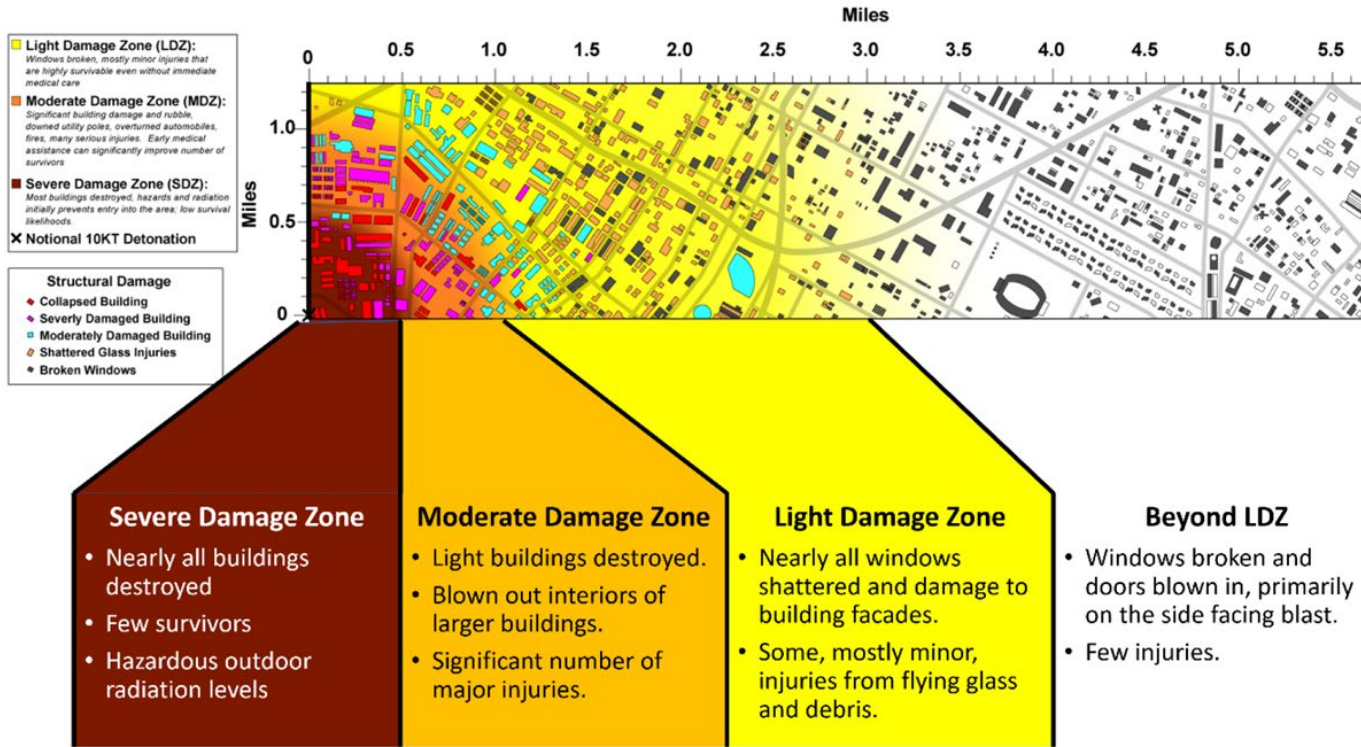 Miles
0 0.5 1.0 1.5 2.0 2.5 3.0 3.5 4.0 4.5 5.0 5.5
Light Damage Zone (LDZ):
Windows broken, mostly minor injuries that
are highly survivable even without immediate
medical care
Moderate Damage Zone (MDZ):
Significant building damage and rubble,
downed utility poles, overturned automobiles,
fires, many serious injuries. Early medical
assistance can significantly improve number of
survivors
Severe Damage Zone (SDZ):
Most buildings destroyed, hazards and radiation
initially prevents entry into the area; low survival
likelihoods.
Notional 10KT Detonation
Structural Damage
Collapsed Building
Severly Damaged Building
Moderately Damaged Building
Shattered Glass Injuries
Broken Windows
Miles
1.0
0.5
0
Severe Damage Zone
• Nearly all buildings
destroyed
• Few survivors
• Hazardous outdoor
radiation levels
Moderate Damage Zone
• Light buildings destroyed.
• Blown out interiors of
larger buildings.
• Significant number of
major injuries.
Light Damage Zone
• Nearly all windows
shattered and damage to
building facades.
• Some, mostly minor,
injuries from flying glass
and debris.
Beyond LDZ
• Windows broken and
doors blown in, primarily
on the side facing blast.
• Few injuries.